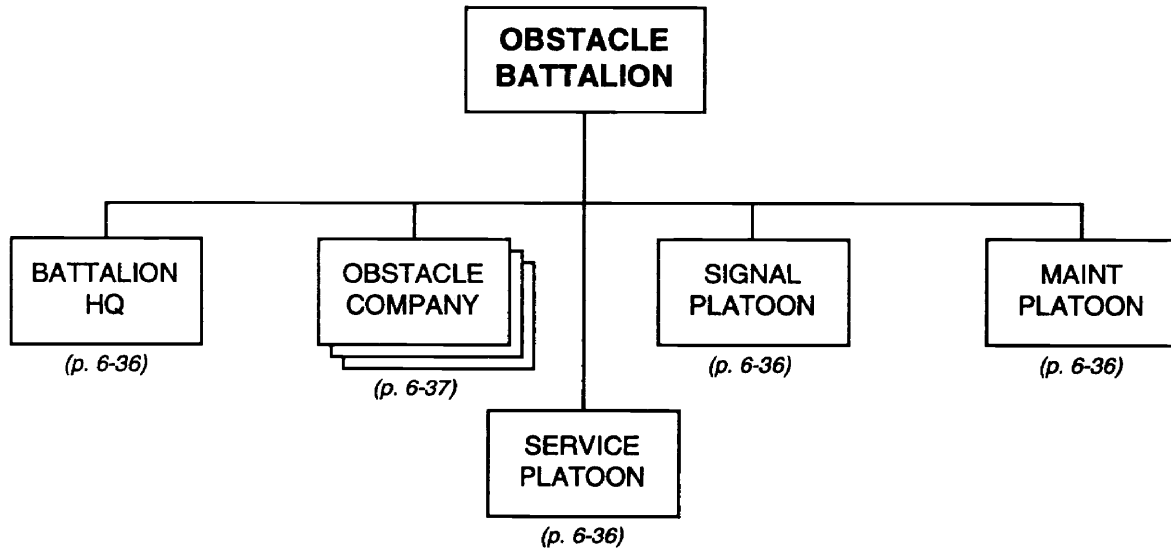 OBSTACLE
BATTALION
BATTALION
HQ
(p. 6-36)
OBSTACLE
COMPANY
(p. 6-37)
SIGNAL
PLATOON
(p. 6-36)
MAINT
PLATOON
(p. 6-36)
SERVICE
PLATOON
(p. 6-36)